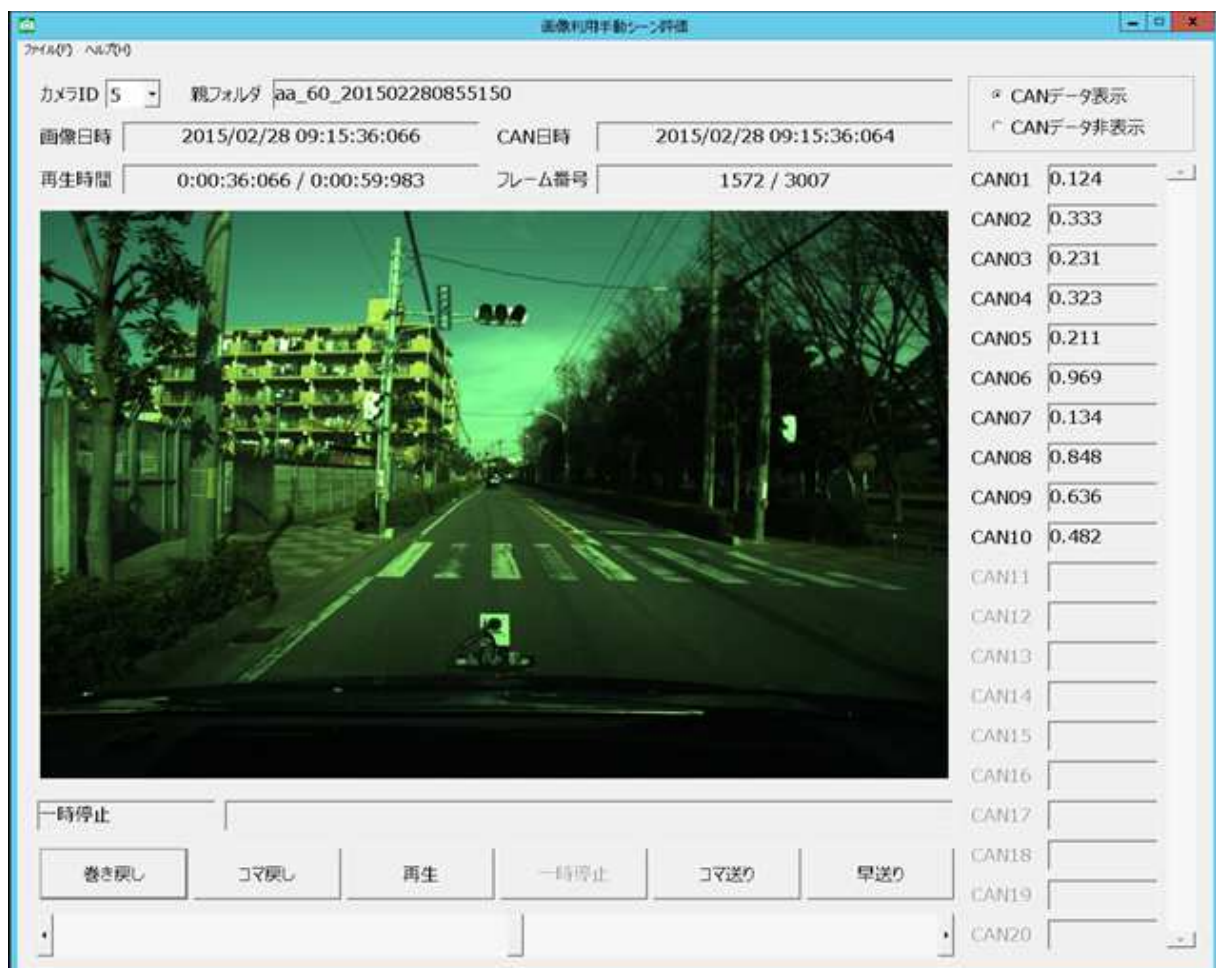 画像利用手動シーン評価
ファイル(F) ヘルプ(H)
カメラID 5 親フォルダ aa_60_201502280855150
画像日時 2015/02/28 09:15:36:066 CAN日時 2015/02/28 09:15:36:064
再生時間 0:00:36:066 / 0:00:59:983 フレーム番号 1572 / 3007
CANデータ表示
CANデータ非表示
CAN01 0.124
CAN02 0.333
CAN03 0.231
CAN04 0.323
CAN05 0.211
CAN06 0.969
CAN07 0.134
CAN08 0.848
CAN09 0.636
CAN10 0.482
CAN11
CAN12
CAN13
CAN14
CAN15
CAN16
CAN17
CAN18
CAN19
CAN20
一時停止
巻き戻し コマ戻し 再生 一時停止 コマ送り 早送り